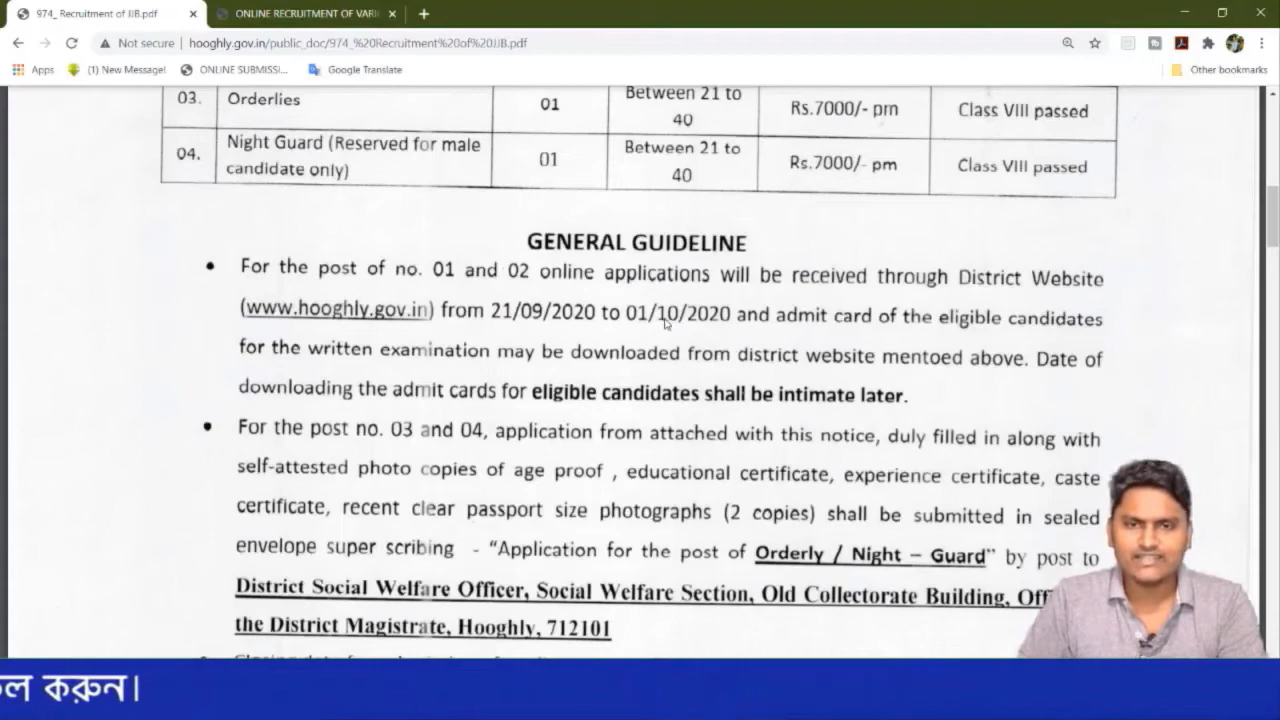 974_ Recruitment of JJB.pdf
ONLINE RECRUITMENT OF VARI
Not secure | hooghly.gov.in/public_doc/974_%20Recruitment%20of%20JJB.pdf
Apps (1) New Message! ONLINE SUBMISSI... Google Translate Other bookmarks
03. Orderlies 01 Between 21 to 40 Rs.7000/- pm Class VIII passed
04. Night Guard (Reserved for male candidate only) 01 Between 21 to 40 Rs.7000/- pm Class VIII passed
GENERAL GUIDELINE
• For the post of no. 01 and 02 online applications will be received through District Website
(www.hooghly.gov.in) from 21/09/2020 to 01/10/2020 and admit card of the eligible candidates
for the written examination may be downloaded from district website mentoed above. Date of
downloading the admit cards for eligible candidates shall be intimate later.
• For the post no. 03 and 04, application from attached with this notice, duly filled in along with
self-attested photo copies of age proof , educational certificate, experience certificate, caste
certificate, recent clear passport size photographs (2 copies) shall be submitted in sealed
envelope super scribing - "Application for the post of Orderly / Night – Guard" by post to
District Social Welfare Officer, Social Welfare Section, Old Collectorate Building,
the District Magistrate, Hooghly, 712101
করুন।